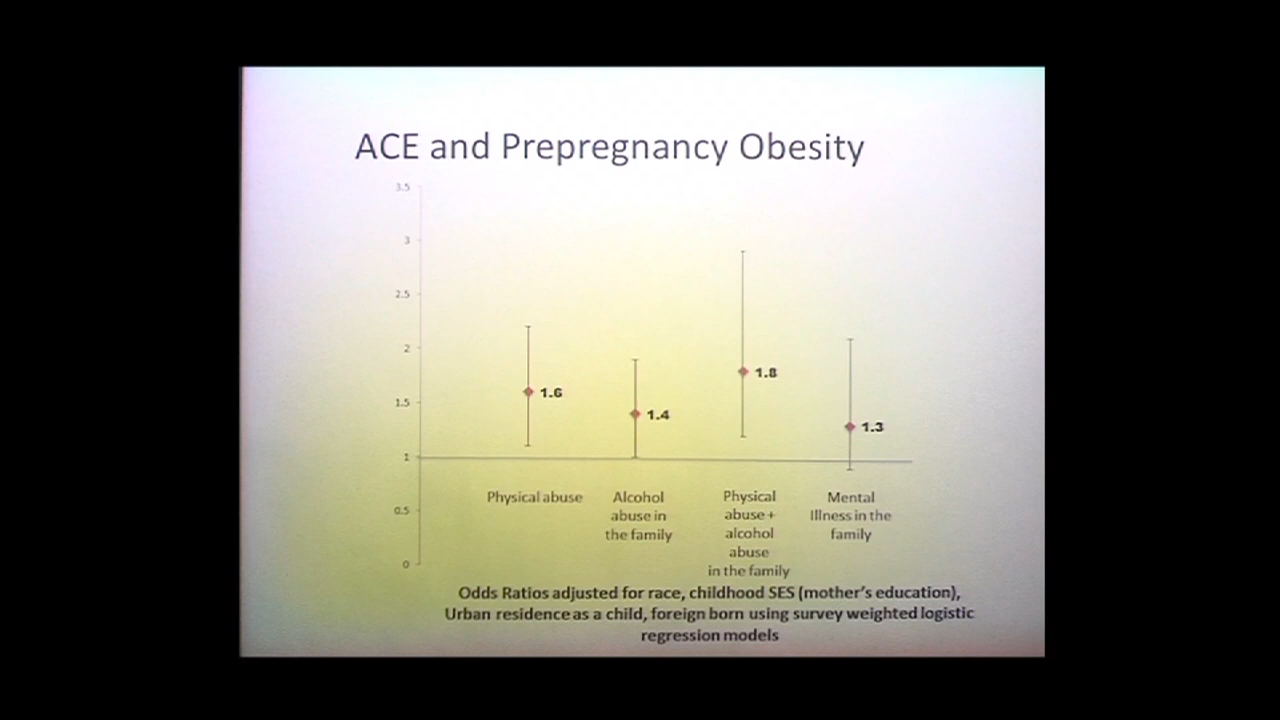 ACE and Prepregnancy Obesity
3.5
3
2.5
2
1.5
1
0.5
0
1.6
1.4
1.8
1.3
Physical abuse
Alcohol
abuse in
the family
Physical
abuse +
alcohol
abuse
in the family
Mental
Illness in the
family
Odds Ratios adjusted for race, childhood SES (mother's education),
Urban residence as a child, foreign born using survey weighted logistic
regression models